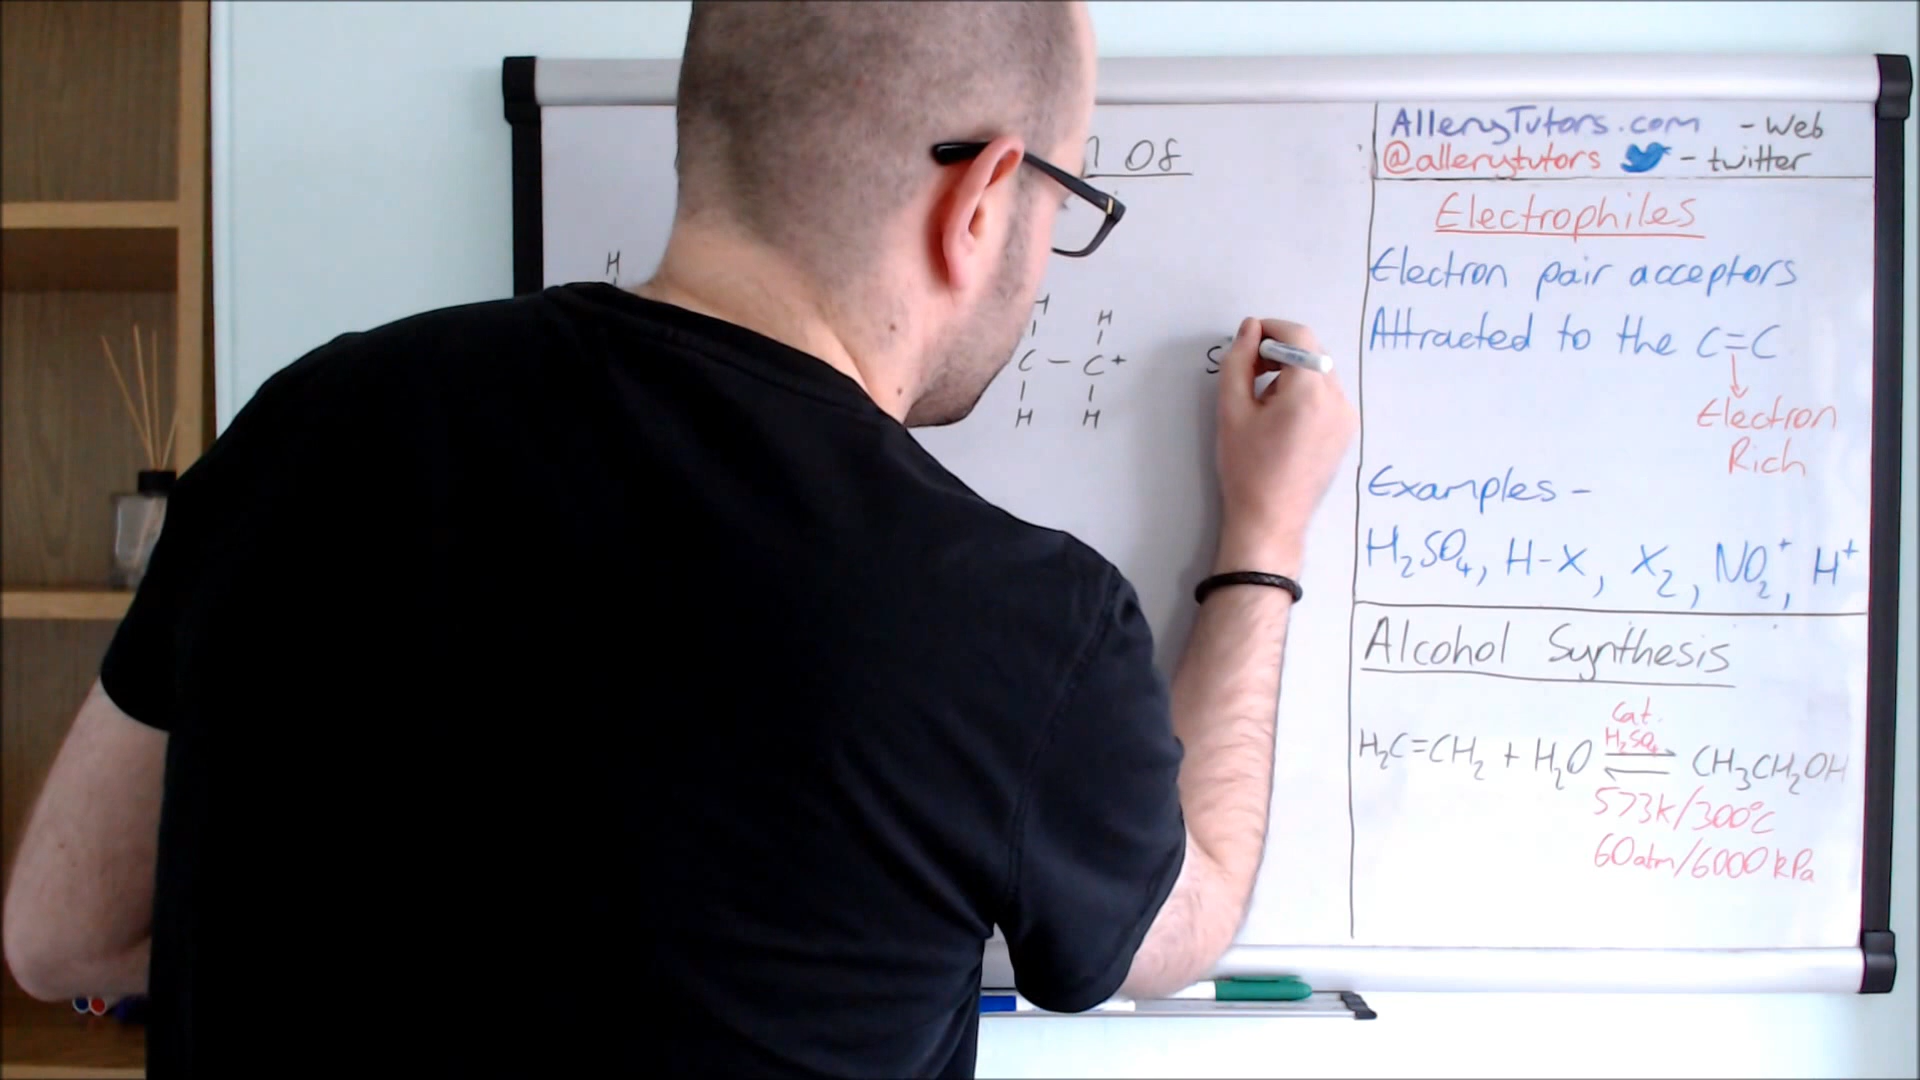 08
H
H
H
C - C+
H H
S
AlleryTutors.com - Web
@allerytutors - twitter
Electrophiles
Electron pair acceptors
Attracted to the C=C
Electron
Rich
Examples -
H₂SO₄, H-X, X₂, NO₂⁺, H⁺
Alcohol Synthesis
Cat.
H₂SO₄
H₂C=CH₂ + H₂O ⇌ CH₃CH₂OH
573K/300°C
60atm/6000kPa